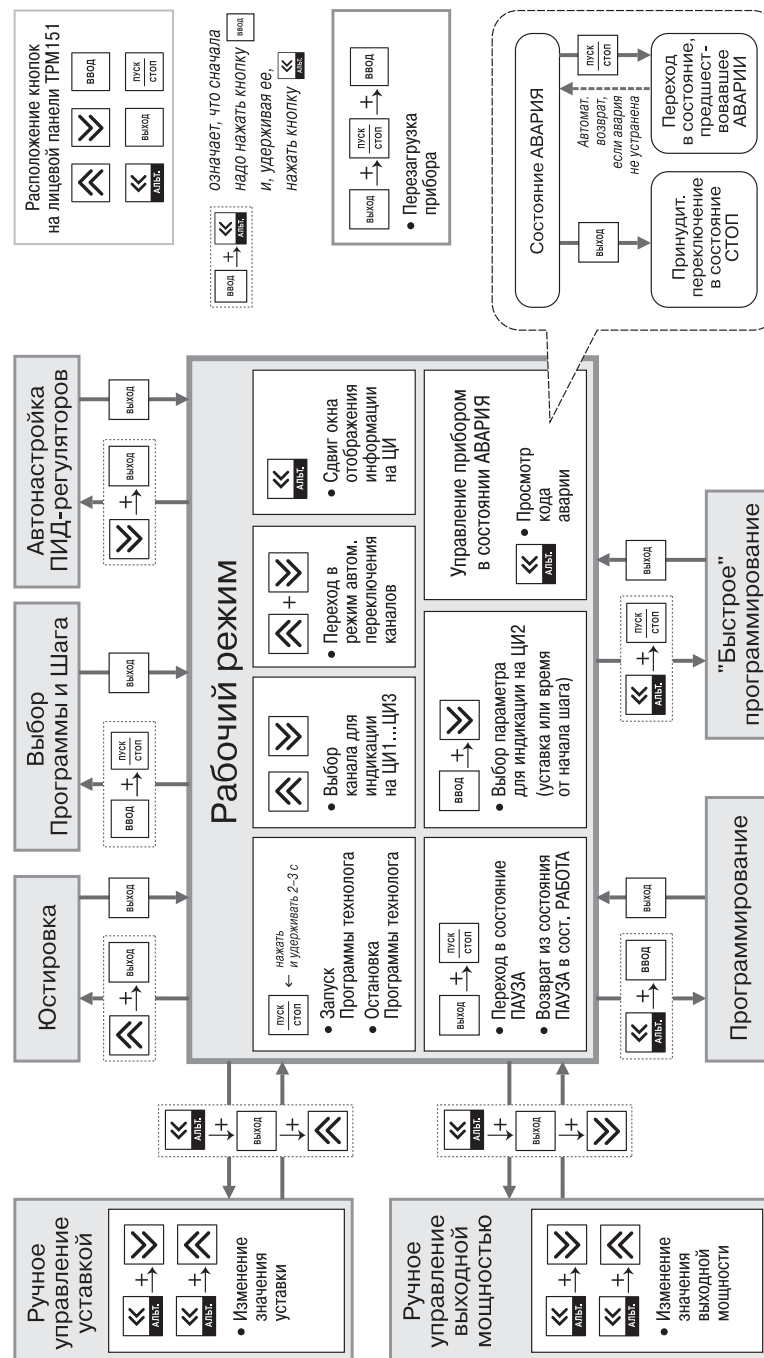 Ручное
управление
уставкой
АЛЬТ.
+
АЛЬТ.
+
• Изменение
значения
уставки
Ручное
управление
выходной
мощностью
АЛЬТ.
+
АЛЬТ.
+
• Изменение
значения
выходной
мощности
АЛЬТ.
+
ВЫХОД
+
АЛЬТ.
+
ВЫХОД
+
Юстировка
+
ВЫХОД
ВЫХОД
Выбор
Программы и Шага
ВВОД
+
ПУСК
СТОП
ВЫХОД
Автонастройка
ПИД-регуляторов
+
ВЫХОД
ВЫХОД
Рабочий режим
ПУСК
СТОП
← нажать
и удерживать 2–3 с
• Запуск
Программы технолога
• Остановка
Программы технолога
• Выбор
канала для
индикации
на ЦИ1...ЦИ3
+
• Переход в
режим автом.
переключения
каналов
АЛЬТ.
• Сдвиг окна
отображения
информации
на ЦИ
ВЫХОД
+
ПУСК
СТОП
• Переход в состояние
ПАУЗА
• Возврат из состояния
ПАУЗА в сост. РАБОТА
ВВОД
+
• Выбор параметра
для индикации на ЦИ2
(уставка или время
от начала шага)
Управление прибором
в состоянии АВАРИЯ
АЛЬТ.
• Просмотр
кода
аварии
АЛЬТ.
+
ВВОД
ВЫХОД
Программирование
АЛЬТ.
+
ПУСК
СТОП
ВЫХОД
"Быстрое"
программирование
Расположение кнопок
на лицевой панели ТРМ151
ВВОД
АЛЬТ.
ВЫХОД
ПУСК
СТОП
ВВОД
+
АЛЬТ.
означает, что сначала
надо нажать кнопку ВВОД
и, удерживая ее,
нажать кнопку АЛЬТ.
ВЫХОД
+
ПУСК
СТОП
+
ВВОД
• Перезагрузка
прибора
Состояние АВАРИЯ
ВЫХОД
Автомат.
возврат,
если авария
не устранена
ПУСК
СТОП
Принудит.
переключение
в состояние
СТОП
Переход
в состояние,
предшест-
вовавшее
АВАРИИ